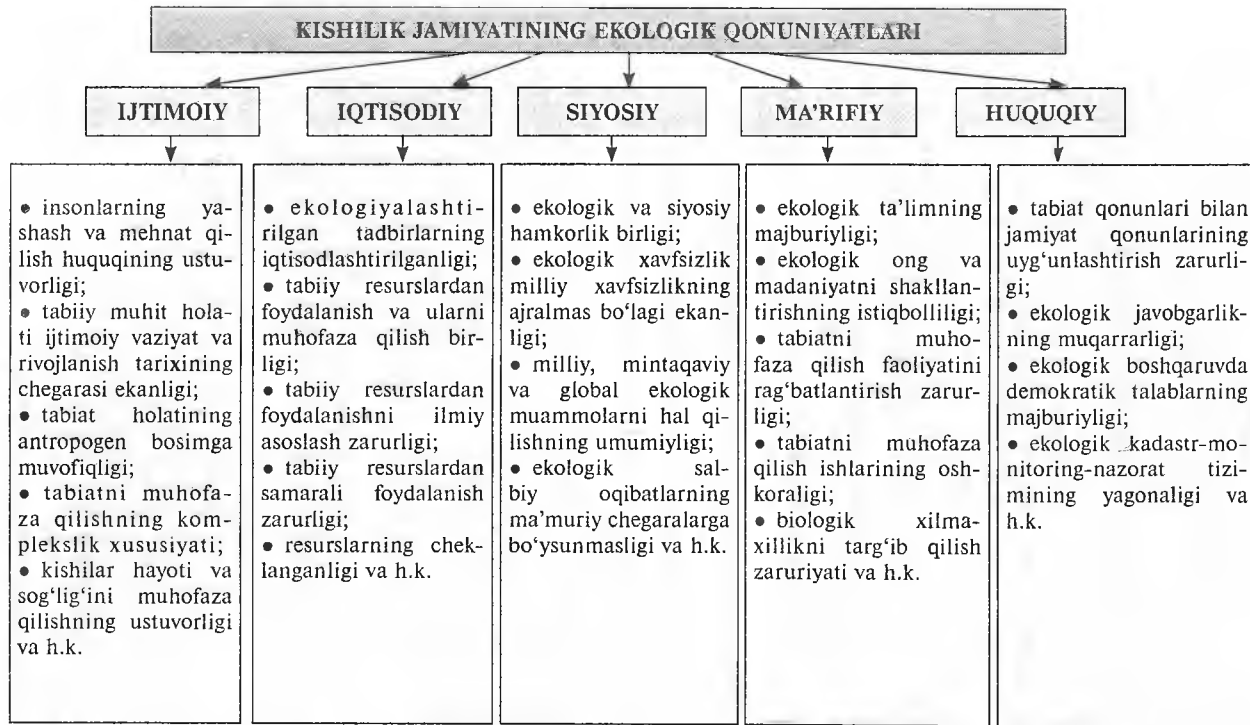 KISHILIK JAMIYATINING EKOLOGIK QONUNIYATLARI
IJTIMOIY
IQTISODIY
SIYOSIY
MA'RIFIY
HUQUQIY
• insonlarning ya-
shash va mehnat qi-
lish huquqining ustu-
vorligi;
• tabiiy muhit hola-
ti ijtimoiy vaziyat va
rivojlanish tarixining
chegarasi ekanligi;
• tabiat holatining
antropogen bosimga
muvofiqligi;
• tabiatni muhofa-
za qilishning kom-
plekslik xususiyati;
• kishilar hayoti va
sog‘lig‘ini muhofaza
qilishning ustuvorligi
va h.k.
• ekologiyalashti-
rilgan tadbirlarning
iqtisodlashtirilganligi;
• tabiiy resurslardan
foydalanish va ularni
muhofaza qilish bir-
ligi;
• tabiiy resurslardan
foydalanishni ilmiy
asoslash zarurligi;
• tabiiy resurslardan
samarali foydalanish
zarurligi;
• resurslarning chek-
langanligi va h.k.
• ekologik va siyosiy
hamkorlik birligi;
• ekologik xavfsizlik
milliy xavfsizlikning
ajralmas bo‘lagi ekan-
ligi;
• milliy, mintaqaviy
va global ekologik
muammolarni hal qi-
lishning umumiyligi;
• ekologik sal-
biy oqibatlarning
ma’muriy chegaralarga
bo‘ysunmasligi va h.k.
• ekologik ta’limning
majburiyligi;
• ekologik ong va
madaniyatni shakllan-
tirishning istiqbolliligi;
• tabiatni muho-
faza qilish faoliyatini
rag‘batlantirish zarur-
ligi;
• tabiatni muhofaza
qilish ishlarining osh-
koraligi;
• biologik xilma-
xillikni targ‘ib qilish
zaruriyati va h.k.
• tabiat qonunlari bilan
jamiyat qonunlarining
uyg‘unlashtirish zarurli-
gi;
• ekologik javobgarlik-
ning muqarrarligi;
• ekologik boshqaruvda
demokratik talablarning
majburiyligi;
• ekologik kadastr-mo-
nitoring-nazorat tizi-
mining yagonaligi va
h.k.